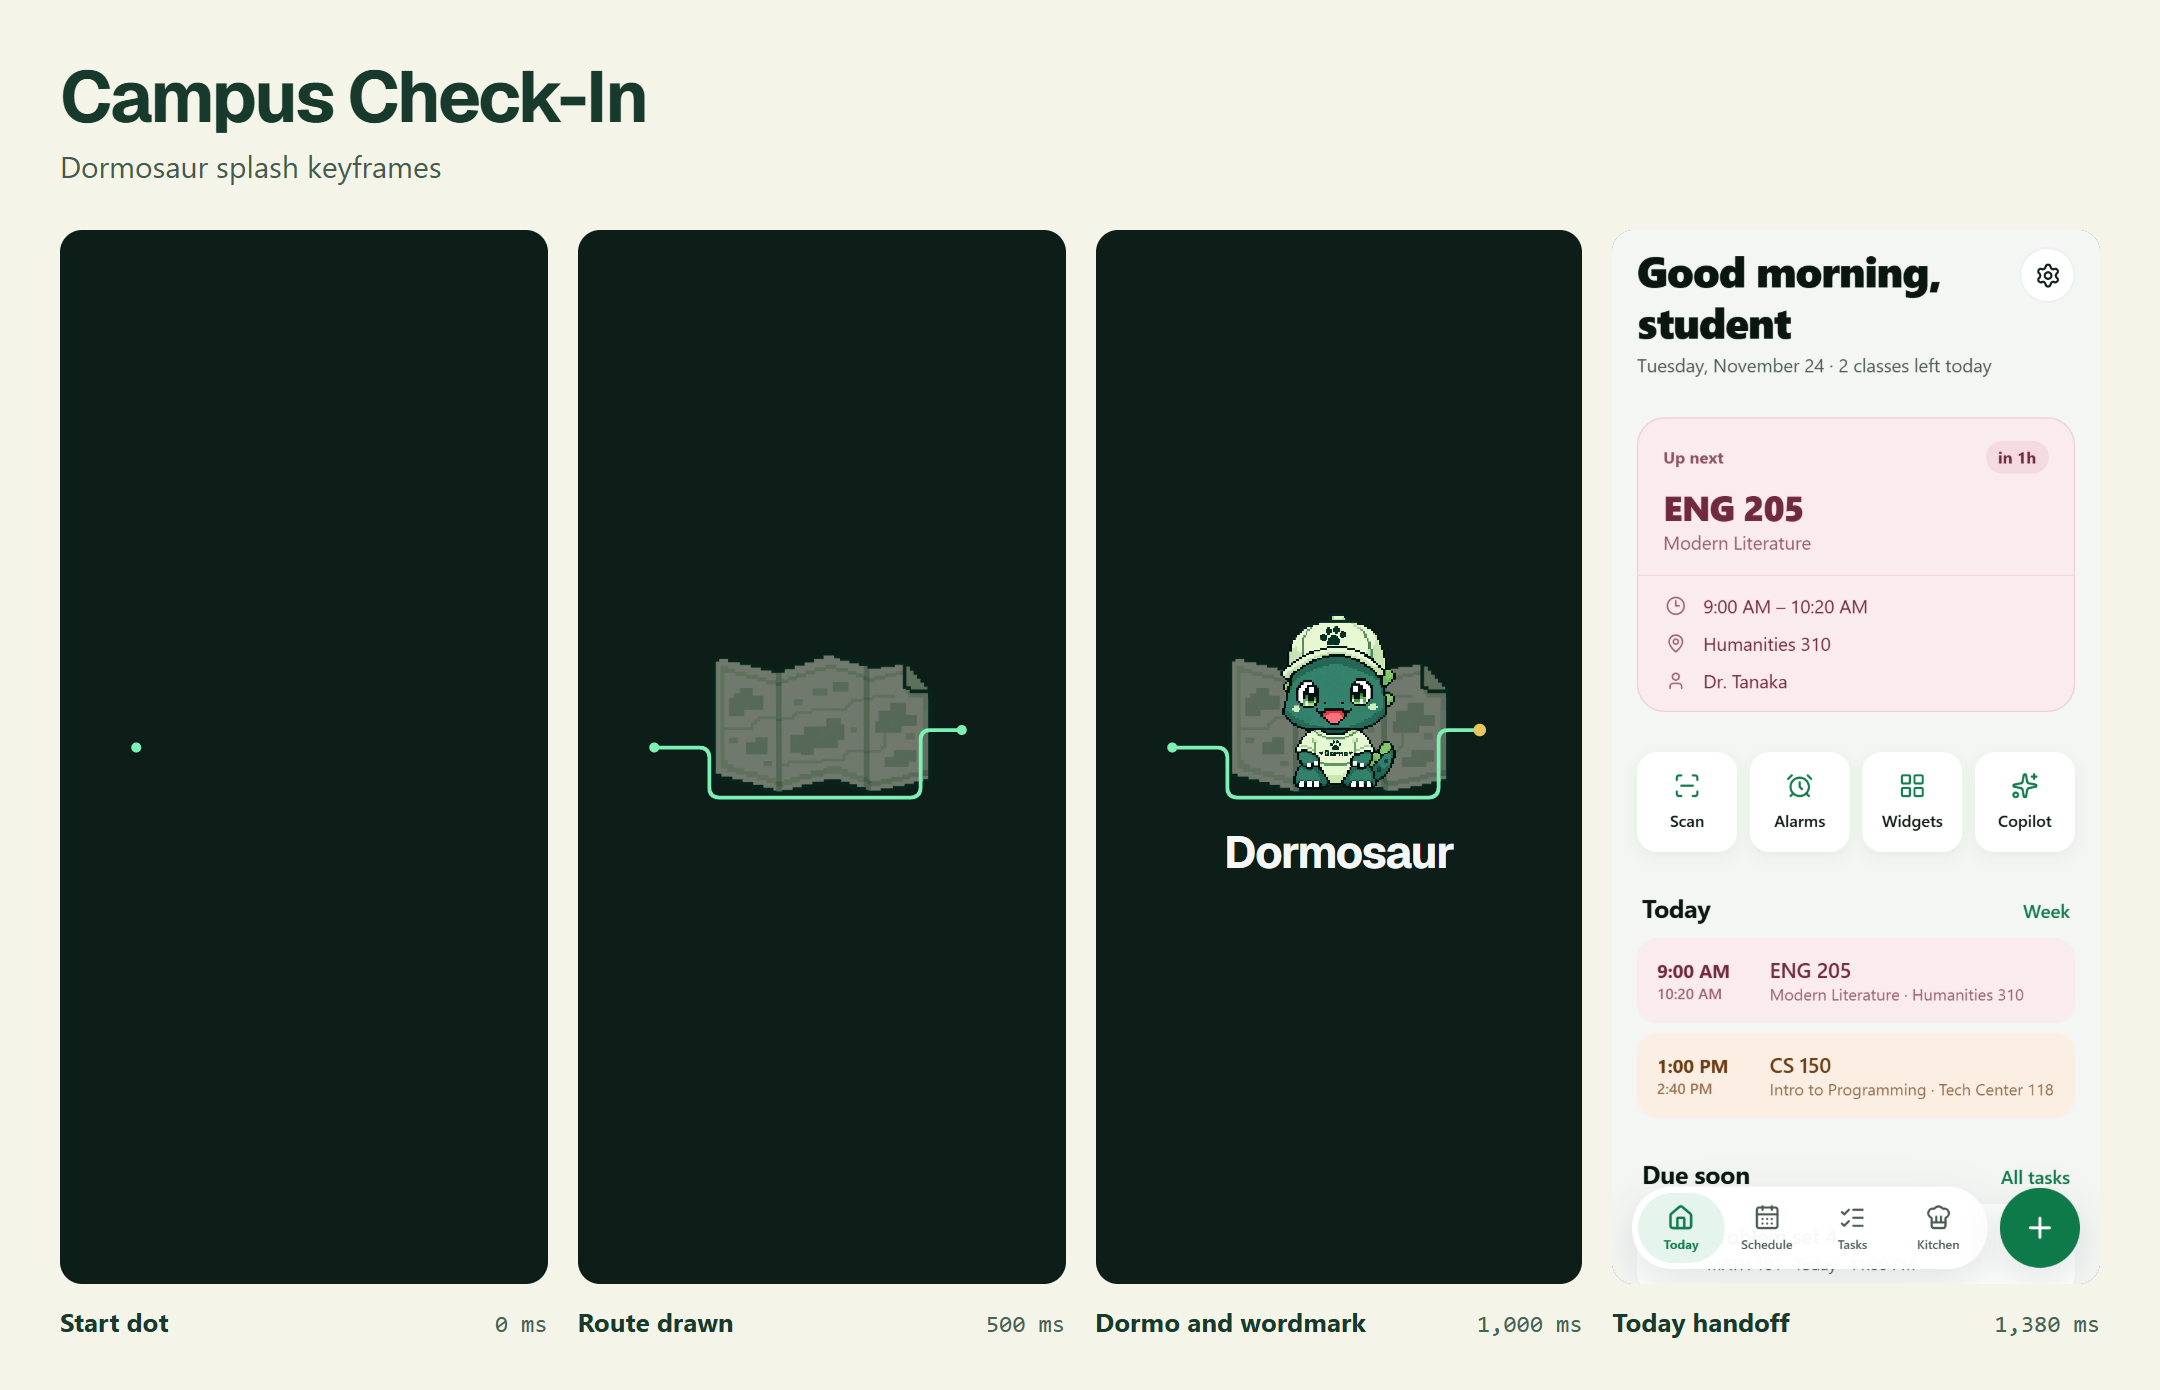 Campus Check-In
Dormosaur splash keyframes
Dormosaur
Good morning,
student
Tuesday, November 24 · 2 classes left today
Up next
in 1h
ENG 205
Modern Literature
9:00 AM – 10:20 AM
Humanities 310
Dr. Tanaka
Scan
Alarms
Widgets
Copilot
Today
Week
9:00 AM
ENG 205
10:20 AM
Modern Literature · Humanities 310
1:00 PM
CS 150
2:40 PM
Intro to Programming · Tech Center 118
Due soon
All tasks
Today
Schedule
Tasks
Kitchen
Start dot
0 ms
Route drawn
500 ms
Dormo and wordmark
1,000 ms
Today handoff
1,380 ms